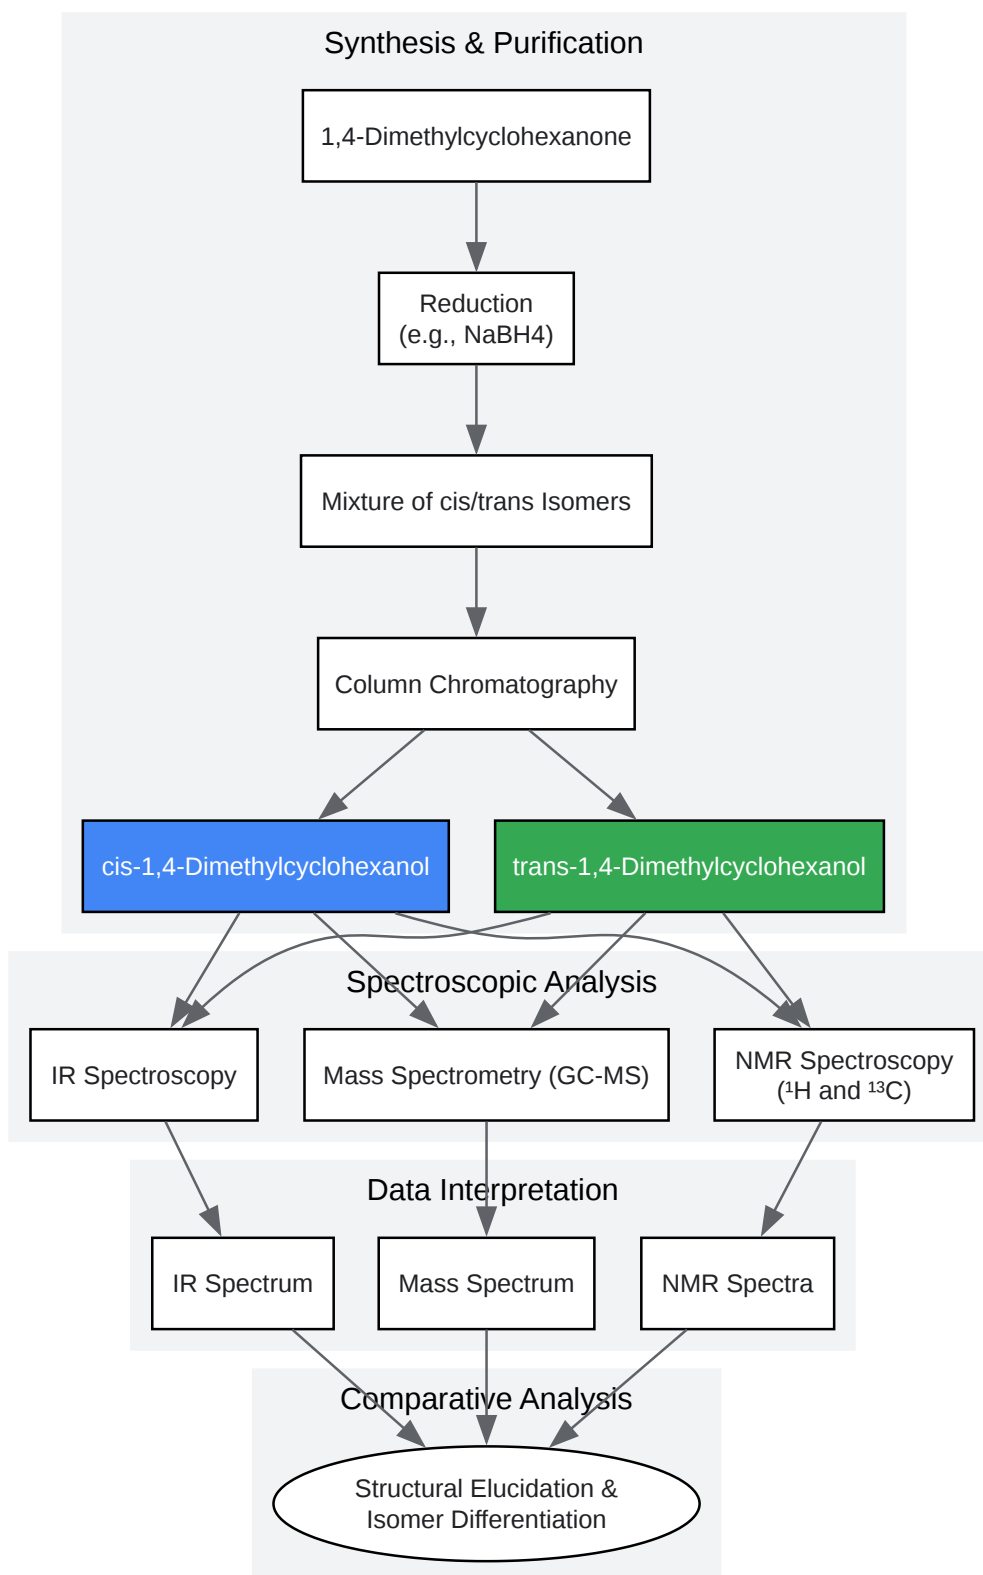 Synthesis & Purification
1,4-Dimethylcyclohexanone
Reduction
(e.g., NaBH4)
Mixture of cis/trans Isomers
Column Chromatography
cis-1,4-Dimethylcyclohexanol
trans-1,4-Dimethylcyclohexanol
Spectroscopic Analysis
IR Spectroscopy
Mass Spectrometry (GC-MS)
NMR Spectroscopy
(¹H and ¹³C)
Data Interpretation
IR Spectrum
Mass Spectrum
NMR Spectra
Comparative Analysis
Structural Elucidation &
Isomer Differentiation